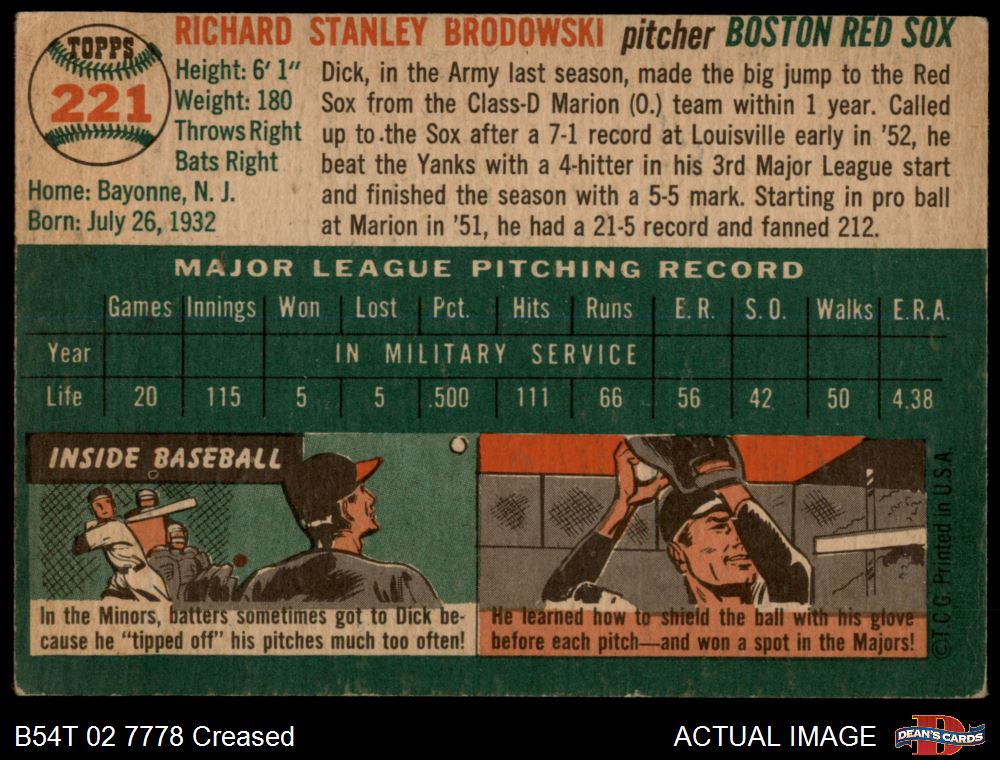 TOPPS
221
RICHARD STANLEY BRODOWSKI pitcher BOSTON RED SOX
Height: 6' 1"
Weight: 180
Throws Right
Bats Right
Home: Bayonne, N. J.
Born: July 26, 1932
Dick, in the Army last season, made the big jump to the Red
Sox from the Class-D Marion (O.) team within 1 year. Called
up to the Sox after a 7-1 record at Louisville early in '52, he
beat the Yanks with a 4-hitter in his 3rd Major League start
and finished the season with a 5-5 mark. Starting in pro ball
at Marion in '51, he had a 21-5 record and fanned 212.
MAJOR LEAGUE PITCHING RECORD
Games Innings Won Lost Pct. Hits Runs E. R. S. O. Walks E.R.A.
Year IN MILITARY SERVICE
Life 20 115 5 5 .500 111 66 56 42 50 4.38
INSIDE BASEBALL
In the Minors, batters sometimes got to Dick be-
cause he "tipped off" his pitches much too often!
He learned how to shield the ball with his glove
before each pitch—and won a spot in the Majors!
©T.C.G. Printed in U.S.A.
B54T 02 7778 Creased
ACTUAL IMAGE
DEAN'S CARDS